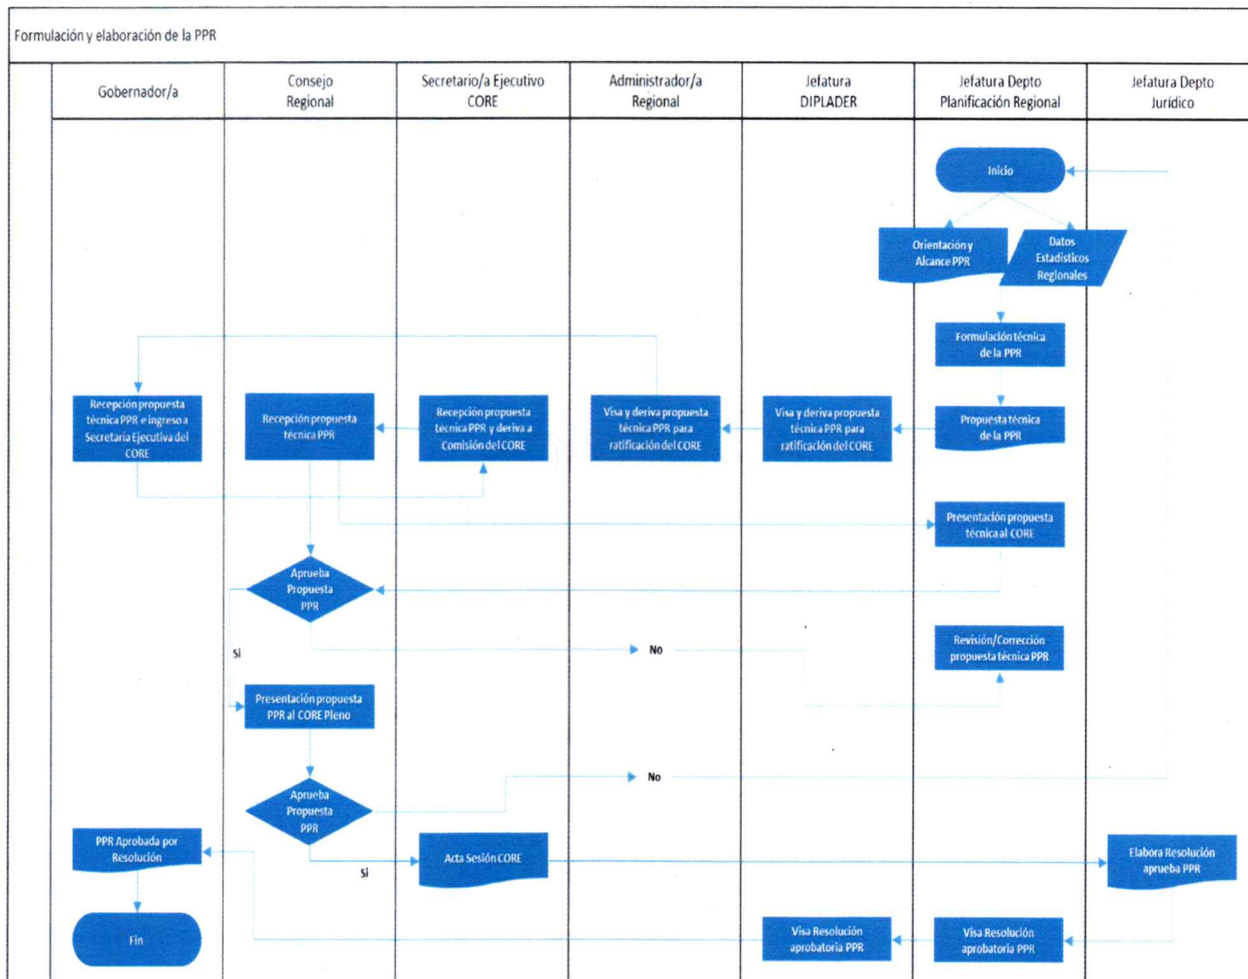 Formulación y elaboración de la PPR
Gobernador/a
Consejo
Regional
Secretario/a Ejecutivo
CORE
Administrador/a
Regional
Jefatura
DIPLADER
Jefatura Depto
Planificación Regional
Jefatura Depto
Jurídico
Inicio
Orientación y
Alcance PPR
Datos
Estadísticos
Regionales
Formulación técnica
de la PPR
Recepción propuesta
técnica PPR e ingreso a
Secretaria Ejecutiva del
CORE
Recepción propuesta
técnica PPR
Recepción propuesta
técnica PPR y deriva a
Comisión del CORE
Visa y deriva propuesta
técnica PPR para
ratificación del CORE
Visa y deriva propuesta
técnica PPR para
ratificación del CORE
Propuesta técnica
de la PPR
Presentación propuesta
técnica al CORE
Aprueba
Propuesta
PPR
Si
No
Revisión/Corrección
propuesta técnica PPR
Presentación propuesta
PPR al CORE Pleno
No
Aprueba
Propuesta
PPR
Si
PPR Aprobada por
Resolución
Acta Sesión CORE
Elabora Resolución
aprueba PPR
Fin
Visa Resolución
aprobatoria PPR
Visa Resolución
aprobatoria PPR